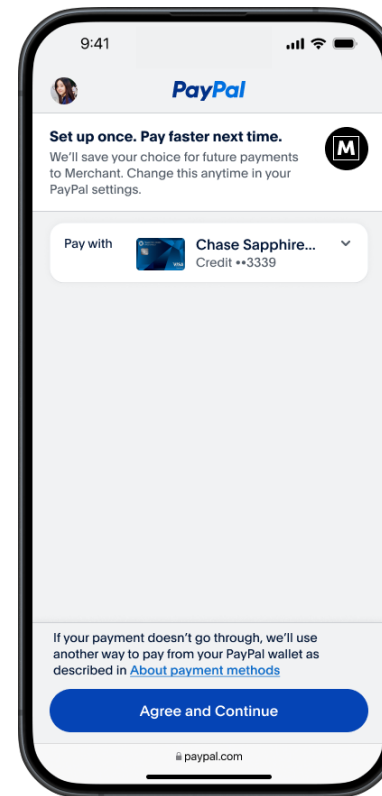 9:41
PayPal
Set up once. Pay faster next time.
We'll save your choice for future payments
to Merchant. Change this anytime in your
PayPal settings.
M
Pay with
Chase Sapphire...
Credit ••3339
VISA
If your payment doesn't go through, we'll use
another way to pay from your PayPal wallet as
described in About payment methods
Agree and Continue
paypal.com